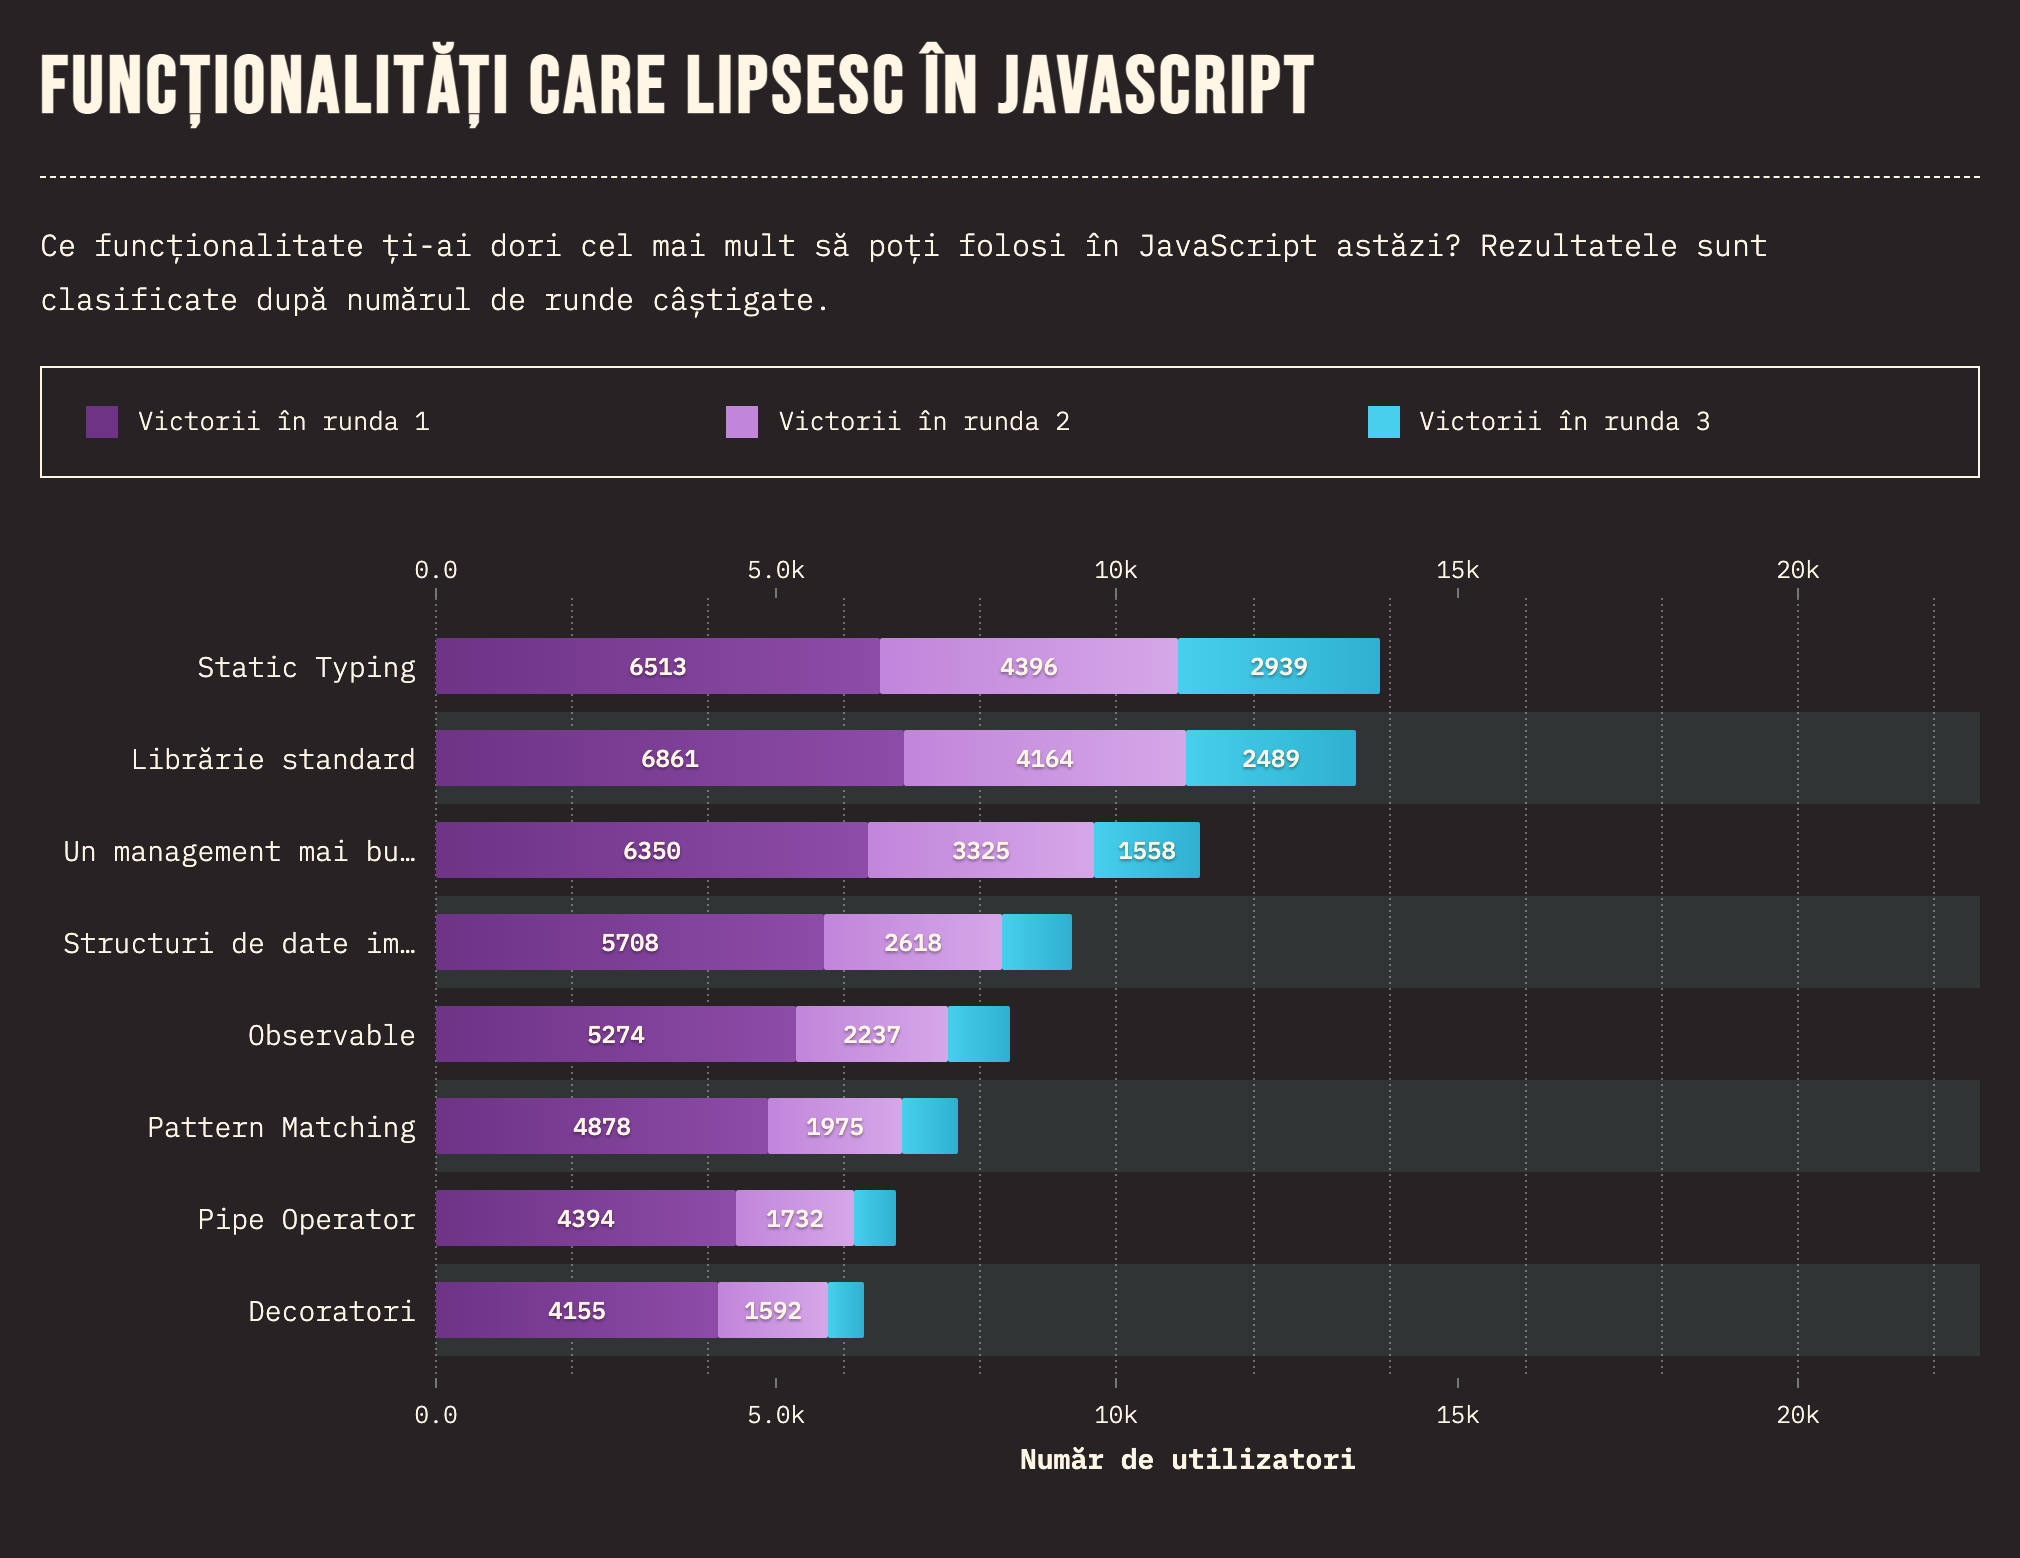 FUNCȚIONALITĂȚI CARE LIPSESC ÎN JAVASCRIPT
Ce funcționalitate ți-ai dori cel mai mult să poți folosi în JavaScript astăzi? Rezultatele sunt
clasificate după numărul de runde câștigate.
Victorii în runda 1 Victorii în runda 2 Victorii în runda 3
0.0 5.0k 10k 15k 20k
Static Typing 6513 4396 2939
Librărie standard 6861 4164 2489
Un management mai bu… 6350 3325 1558
Structuri de date im… 5708 2618
Observable 5274 2237
Pattern Matching 4878 1975
Pipe Operator 4394 1732
Decoratori 4155 1592
0.0 5.0k 10k 15k 20k
Număr de utilizatori